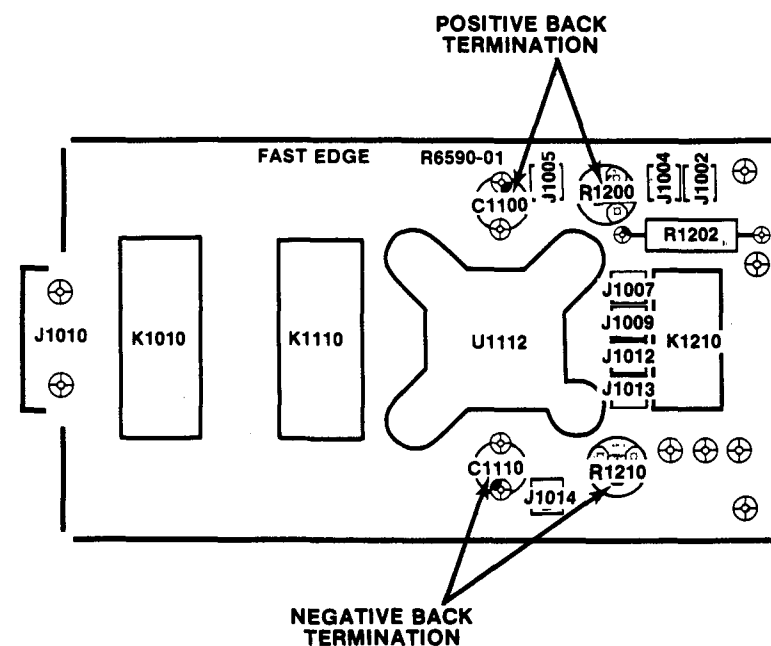 POSITIVE BACK
TERMINATION
FAST EDGE
R6590-01
J1005
J1004
J1002
C1100
R1200
R1202
J1007
J1009
J1012
J1013
J1010
K1010
K1110
U1112
K1210
C1110
R1210
J1014
NEGATIVE BACK
TERMINATION